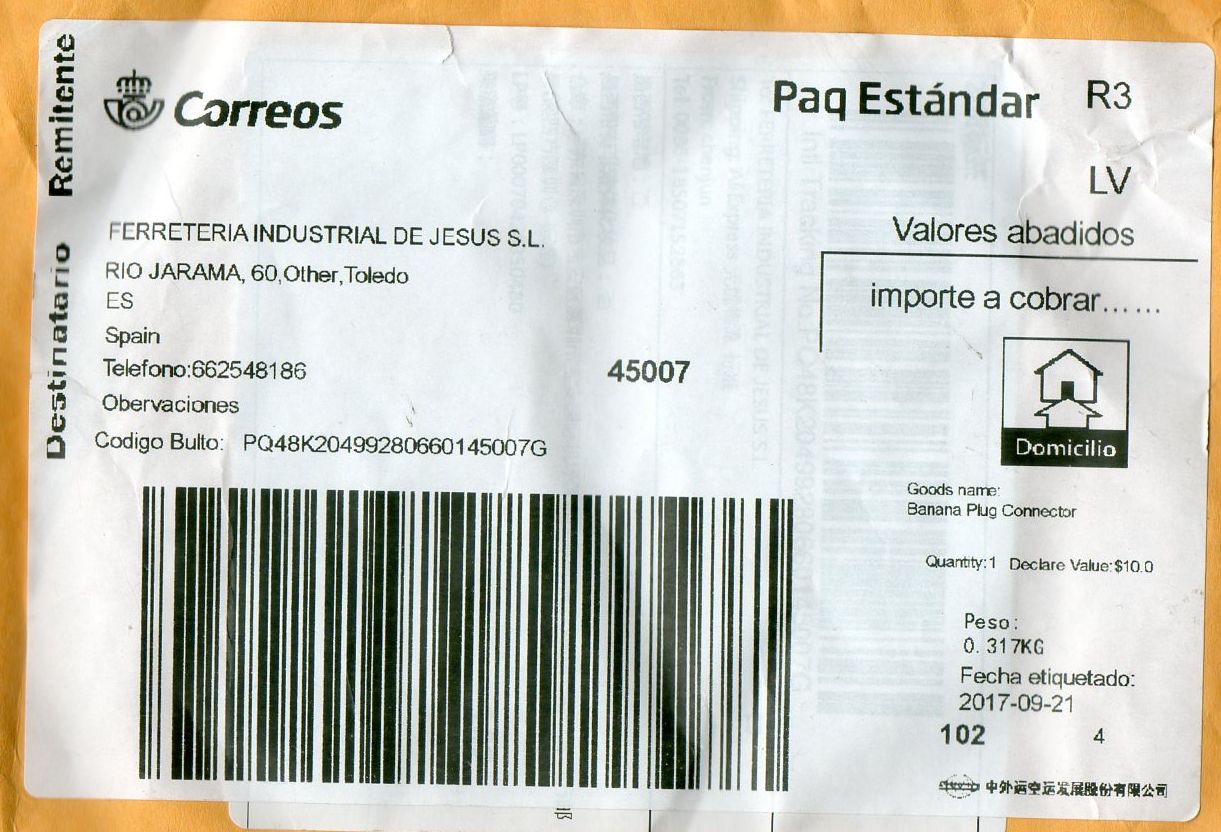 Remitente
Destinatario
Correos
Paq Estándar R3
LV
Valores abadidos
importe a cobrar......
FERRETERIA INDUSTRIAL DE JESUS S.L.
RIO JARAMA, 60,Other,Toledo
ES
Spain
Telefono:662548186
45007
Obervaciones
Codigo Bulto: PQ48K20499280660145007G
Domicilio
Goods name:
Banana Plug Connector
Quantity:1 Declare Value:$10.0
Peso:
0.317KG
Fecha etiquetado:
2017-09-21
102 4
中外运空运发展股份有限公司